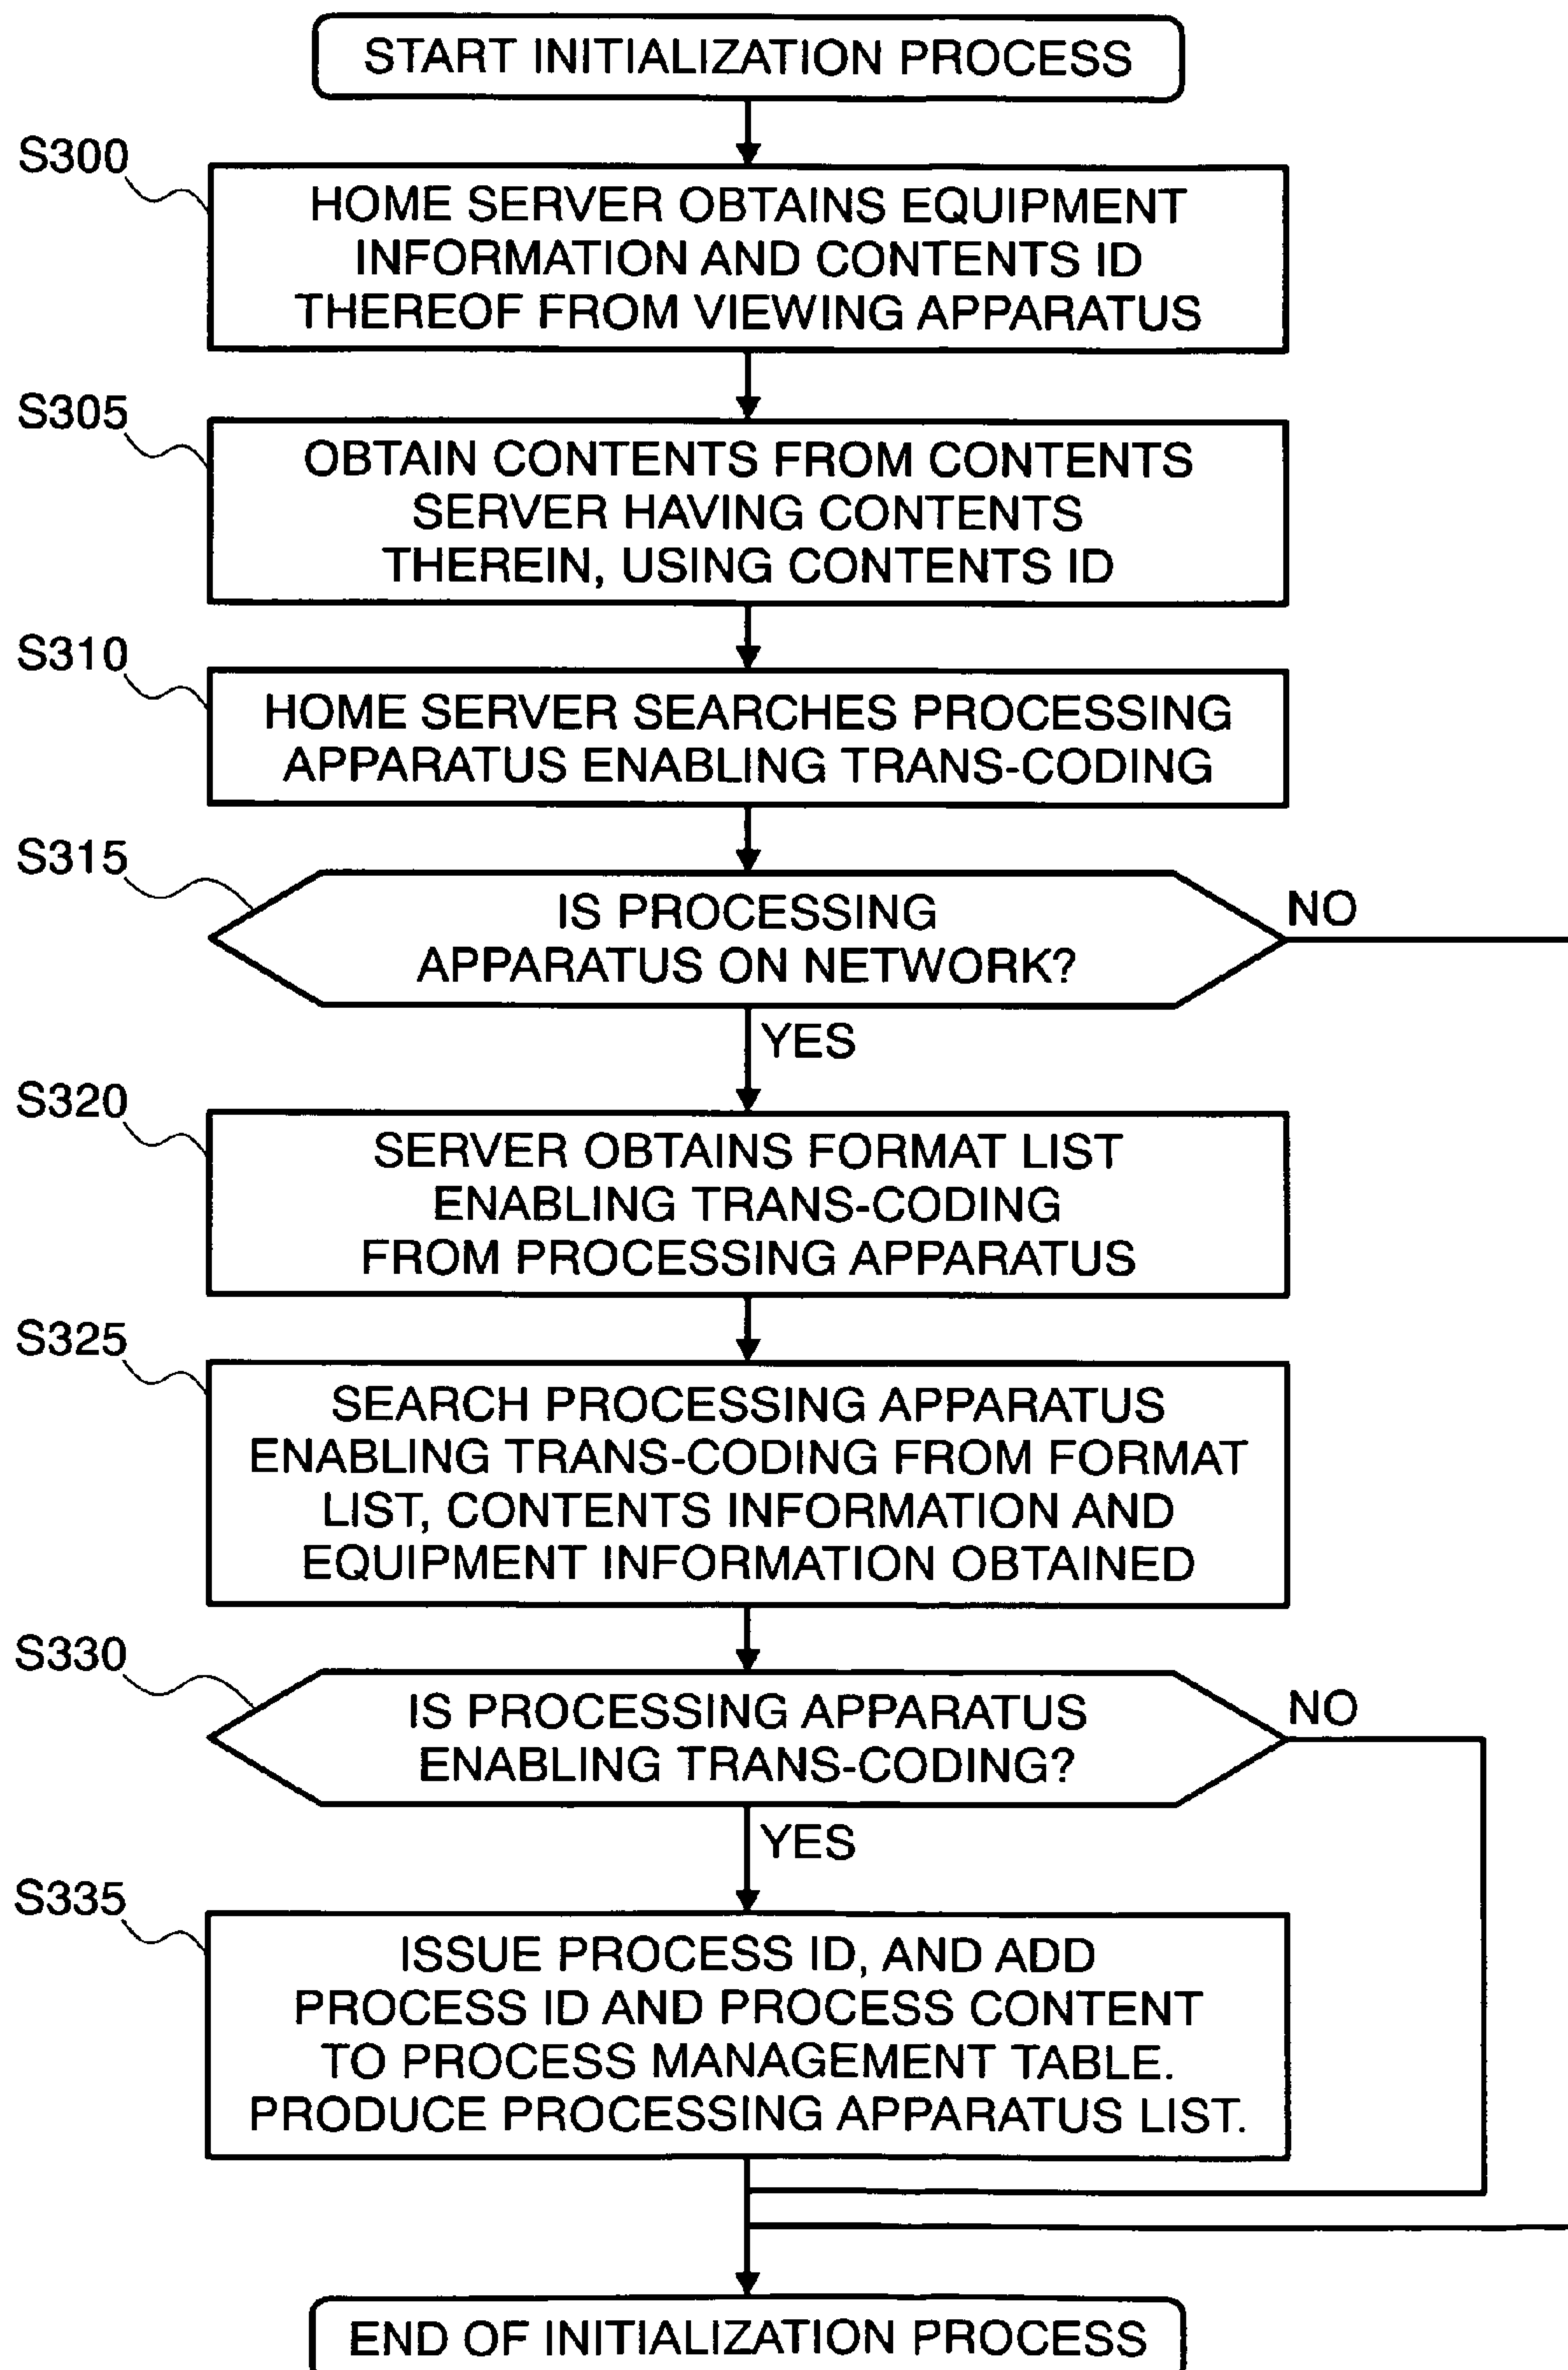 START INITIALIZATION PROCESS
S300
HOME SERVER OBTAINS EQUIPMENT
INFORMATION AND CONTENTS ID
THEREOF FROM VIEWING APPARATUS
S305
OBTAIN CONTENTS FROM CONTENTS
SERVER HAVING CONTENTS
THEREIN, USING CONTENTS ID
S310
HOME SERVER SEARCHES PROCESSING
APPARATUS ENABLING TRANS-CODING
S315
IS PROCESSING
APPARATUS ON NETWORK?
NO
YES
S320
SERVER OBTAINS FORMAT LIST
ENABLING TRANS-CODING
FROM PROCESSING APPARATUS
S325
SEARCH PROCESSING APPARATUS
ENABLING TRANS-CODING FROM FORMAT
LIST, CONTENTS INFORMATION AND
EQUIPMENT INFORMATION OBTAINED
S330
IS PROCESSING APPARATUS
ENABLING TRANS-CODING?
NO
YES
S335
ISSUE PROCESS ID, AND ADD
PROCESS ID AND PROCESS CONTENT
TO PROCESS MANAGEMENT TABLE.
PRODUCE PROCESSING APPARATUS LIST.
END OF INITIALIZATION PROCESS